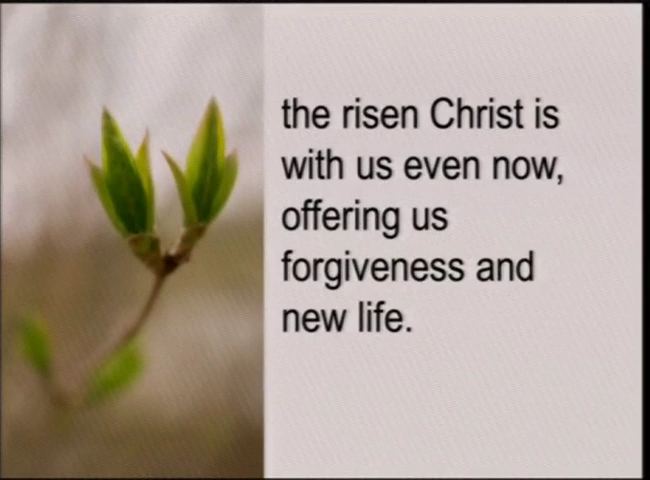 the risen Christ is
with us even now,
offering us
forgiveness and
new life.